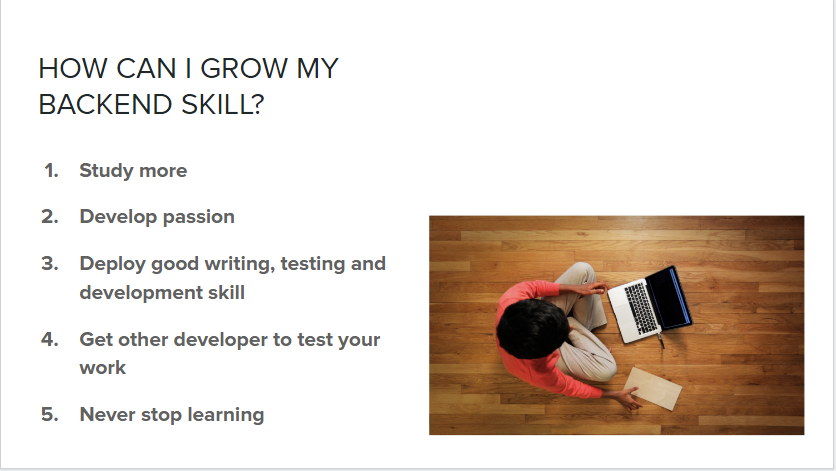 HOW CAN I GROW MY
BACKEND SKILL?
1. Study more
2. Develop passion
3. Deploy good writing, testing and
development skill
4. Get other developer to test your
work
5. Never stop learning